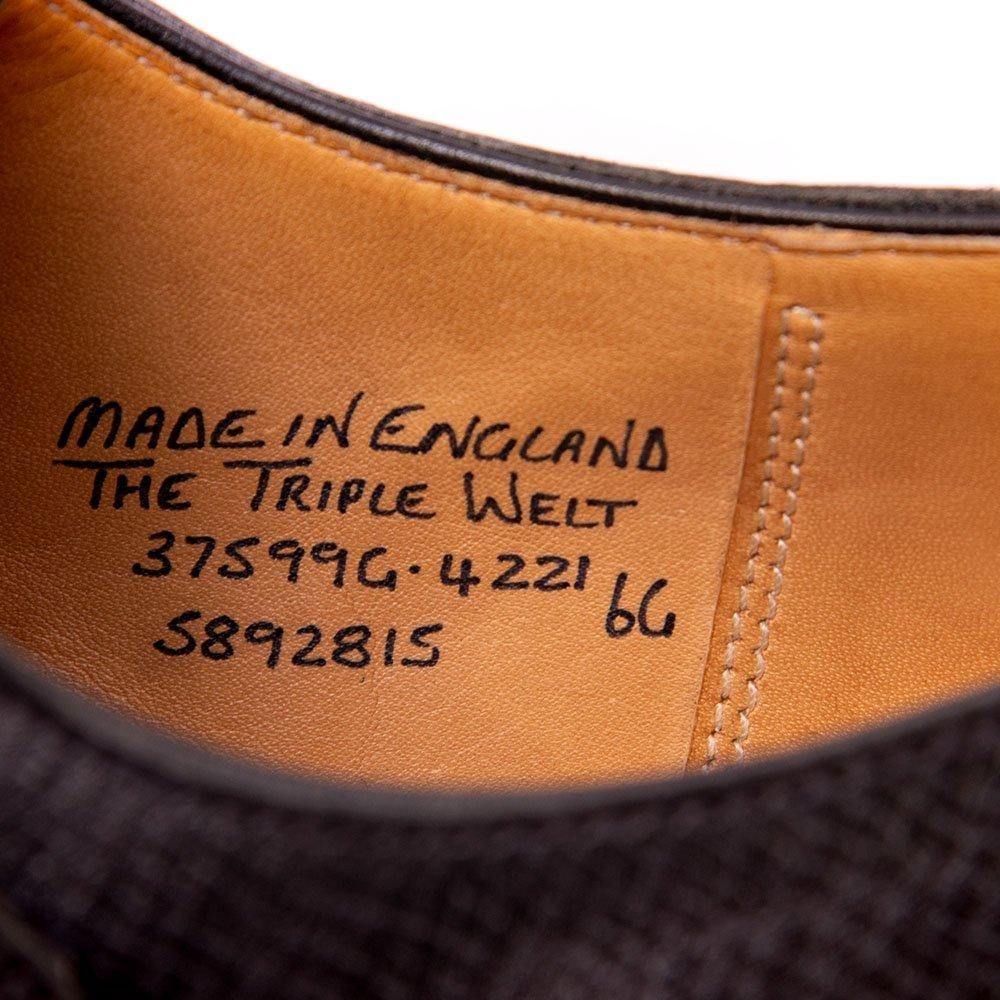 MADE IN ENGLAND
THE TRIPLE WELT
37599G·4221 6G
5892815